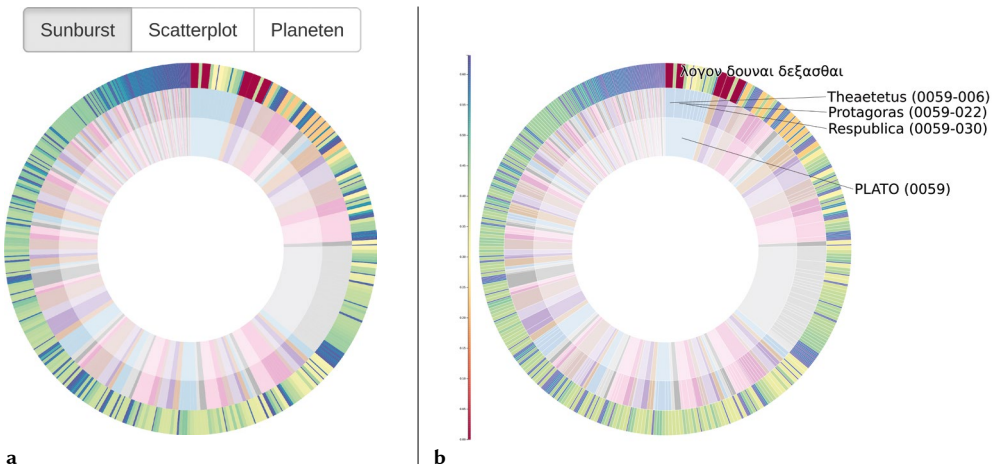 Sunburst Scatterplot Planeten
λογον δουναι δεξασθαι
Theaetetus (0059-006)
Protagoras (0059-022)
Respublica (0059-030)
PLATO (0059)
a
b